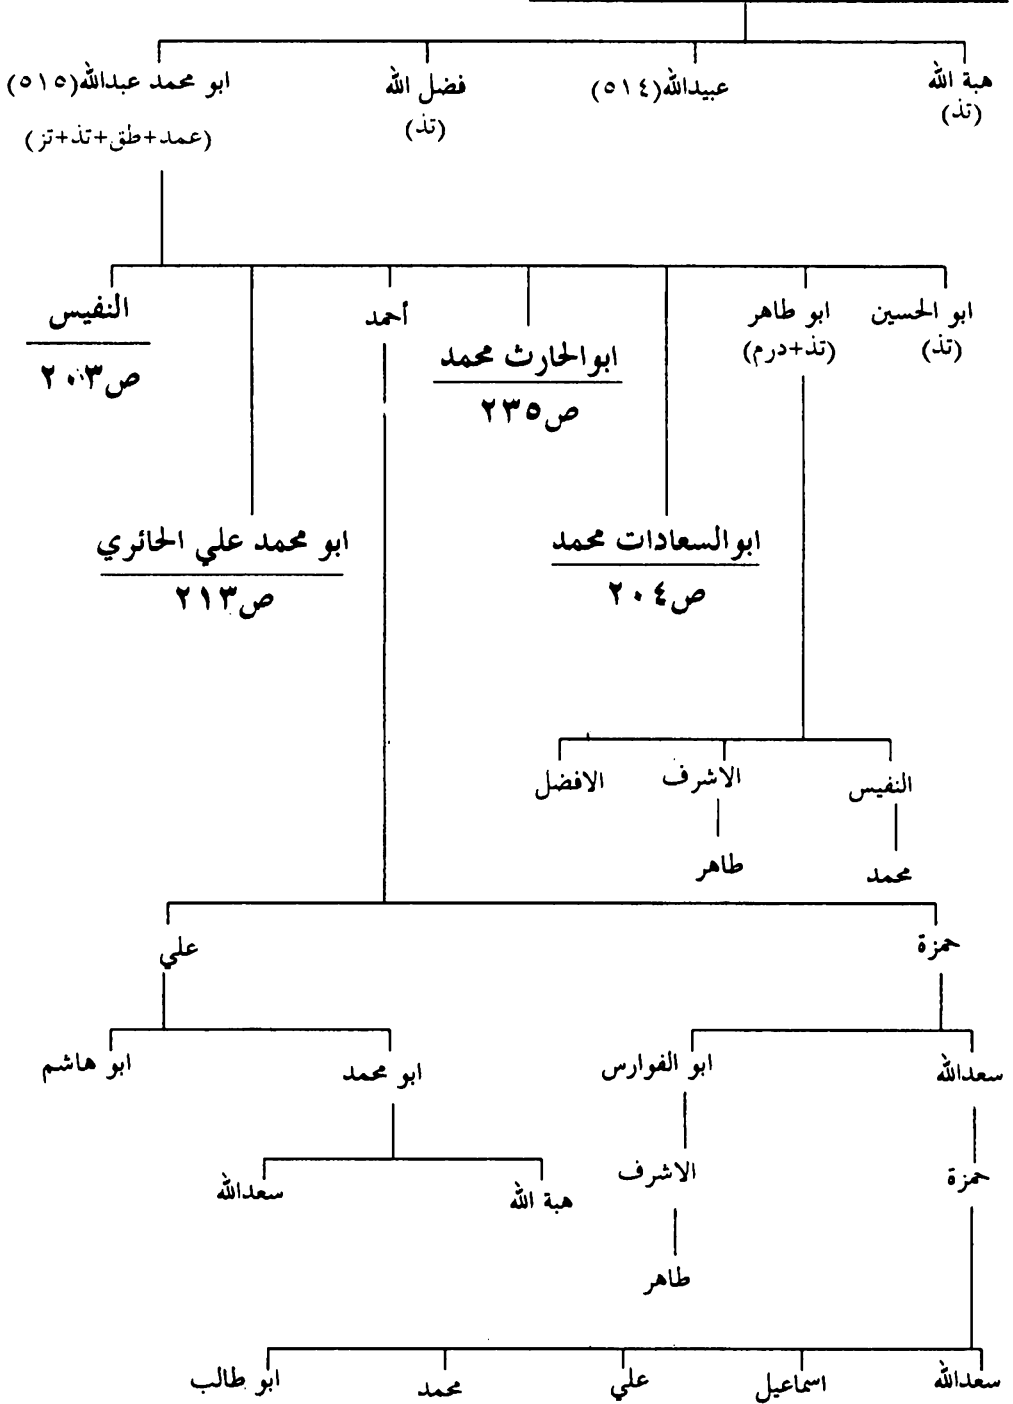 هبة الله
(تذ)
عبيدالله(٥١٤)
فضل الله
(تذ)
ابو محمد عبدالله(٥١٥)
(عمد+طق+تذ+تز)
ابو الحسين
(تذ)
ابو طاهر
(تذ+درم)
أحمد
النفيس
ص٢٠٣
ابوالحارث محمد
ص٢٣٥
ابوالسعادات محمد
ص٢٠٤
ابو محمد علي الحائري
ص٢١٣
النفيس
الاشرف
الافضل
محمد
طاهر
حمزة
علي
سعدالله
ابو الفوارس
ابو محمد
ابو هاشم
حمزة
الاشرف
هبة الله
سعدالله
طاهر
سعدالله
اسماعيل
علي
محمد
ابو طالب